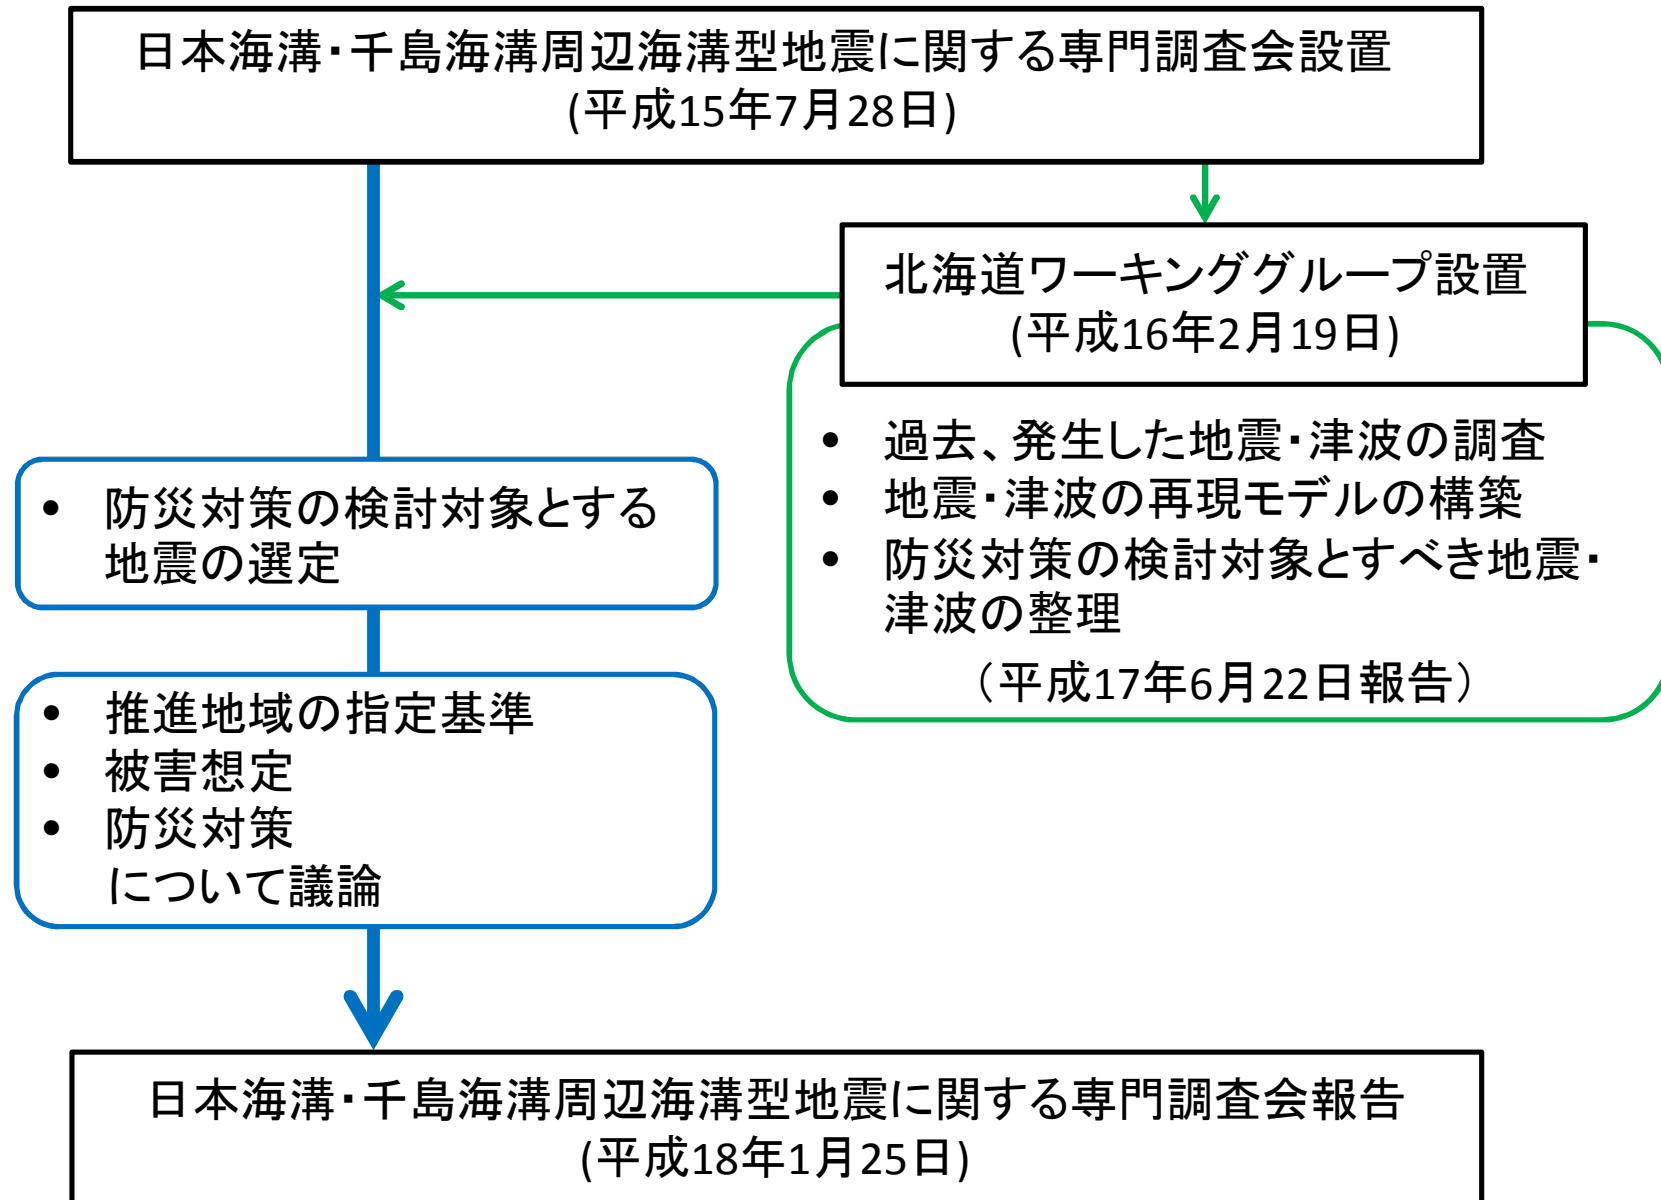 日本海溝・千島海溝周辺海溝型地震に関する専門調査会設置
(平成15年7月28日)
北海道ワーキンググループ設置
(平成16年2月19日)
• 過去、発生した地震・津波の調査
• 地震・津波の再現モデルの構築
• 防災対策の検討対象とすべき地震・
津波の整理
（平成17年6月22日報告）
• 防災対策の検討対象とする
地震の選定
• 推進地域の指定基準
• 被害想定
• 防災対策
について議論
日本海溝・千島海溝周辺海溝型地震に関する専門調査会報告
(平成18年1月25日)